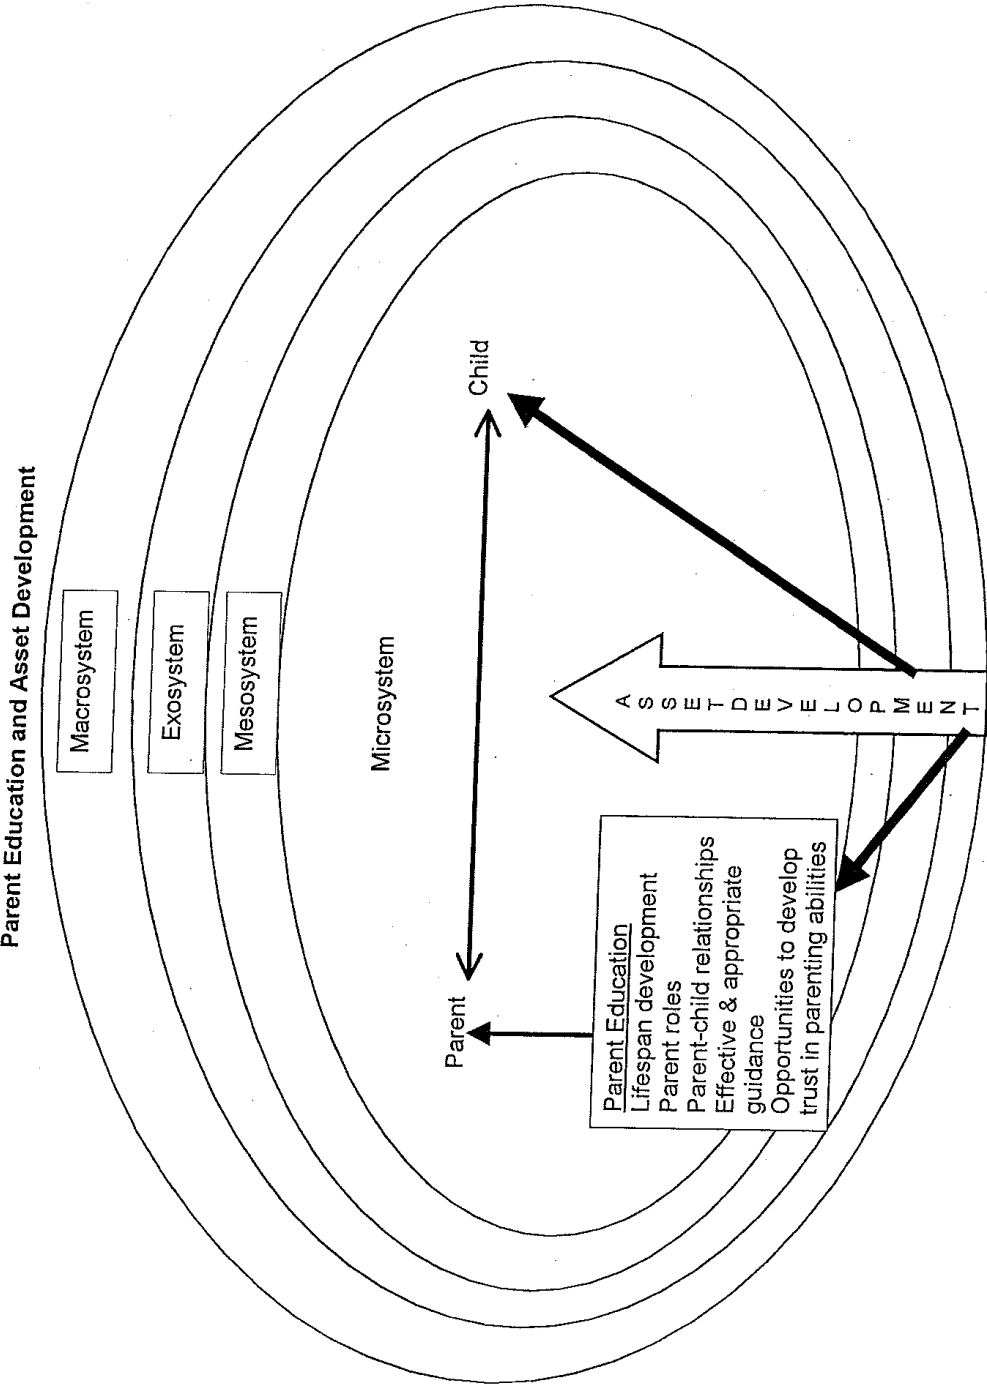 Parent Education and Asset Development
Macrosystem
Exosystem
Mesosystem
Microsystem
Parent
Child
Parent Education
Lifespan development
Parent roles
Parent-child relationships
Effective & appropriate
guidance
Opportunities to develop
trust in parenting abilities
ASSET DEVELOPMENT